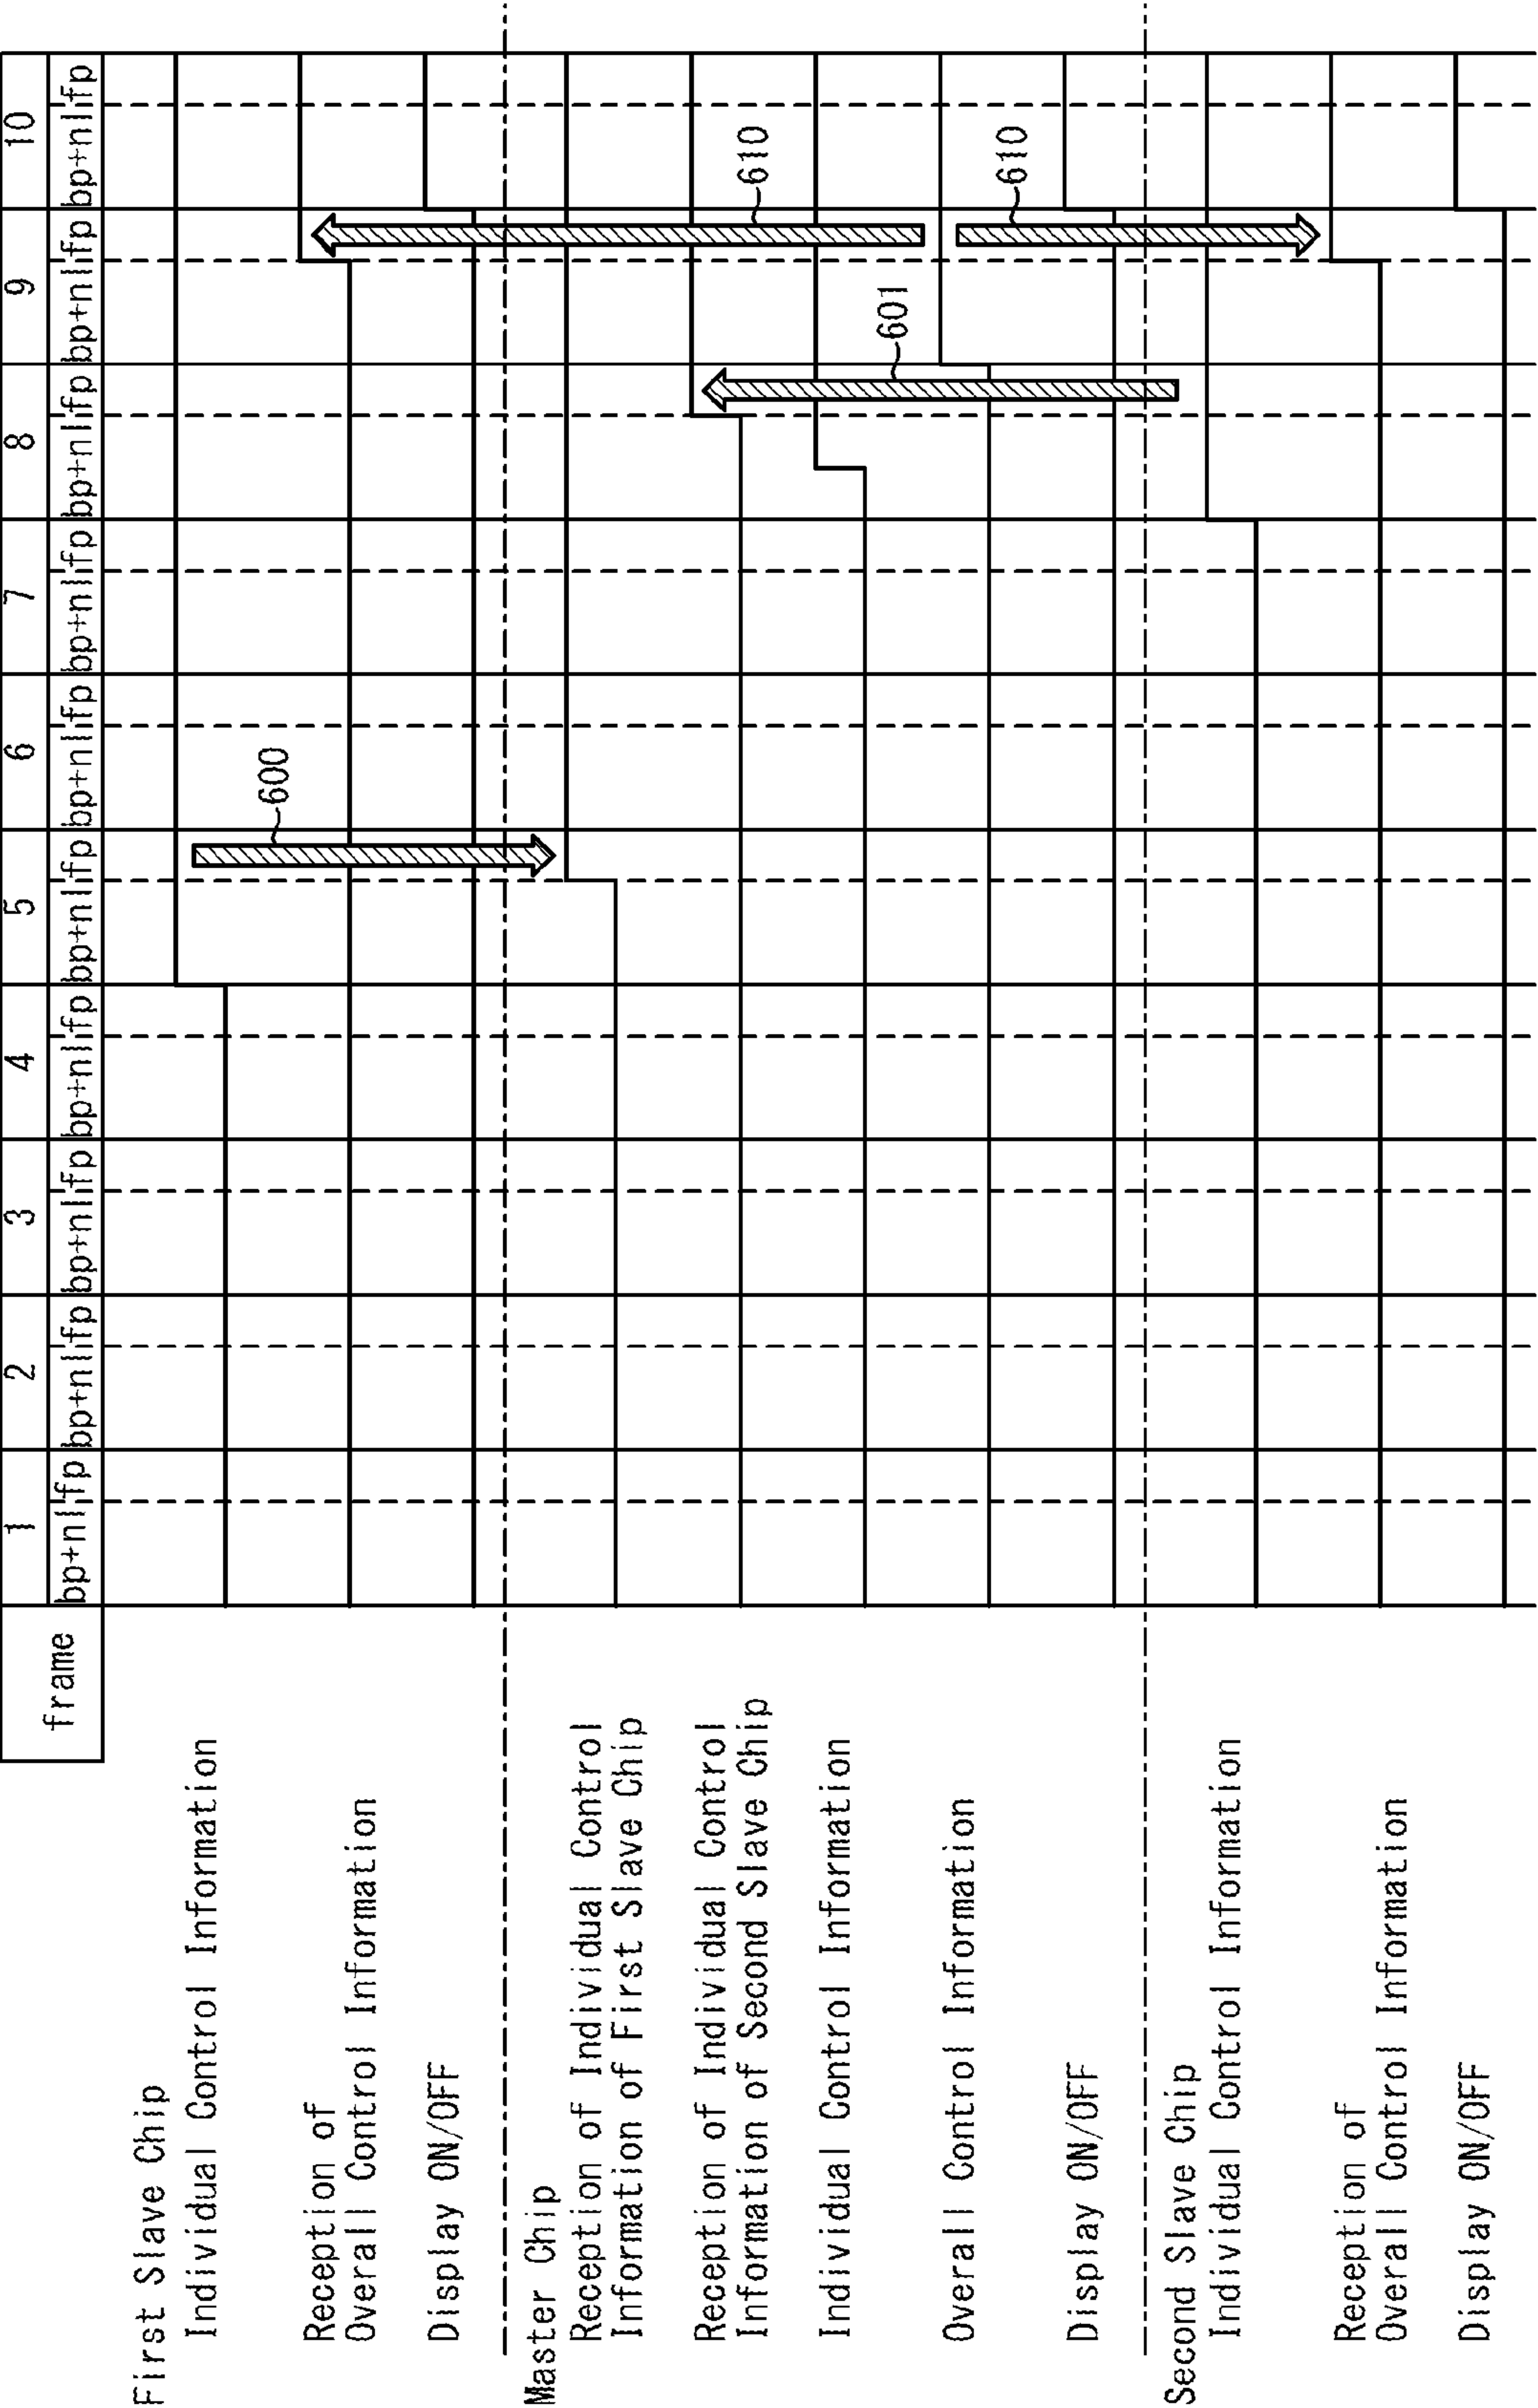 frame 1 2 3 4 5 6 7 8 9 10
bp+nl fp bp+nl fp bp+nl fp bp+nl fp bp+nl fp bp+nl fp bp+nl fp bp+nl fp bp+nl fp bp+nl fp
First Slave Chip
Individual Control Information
600
Reception of
Overall Control Information
Display ON/OFF
Master Chip
Reception of Individual Control
Information of First Slave Chip
Reception of Individual Control
Information of Second Slave Chip
610
Individual Control Information
601
Overall Control Information
610
Display ON/OFF
Second Slave Chip
Individual Control Information
Reception of
Overall Control Information
Display ON/OFF